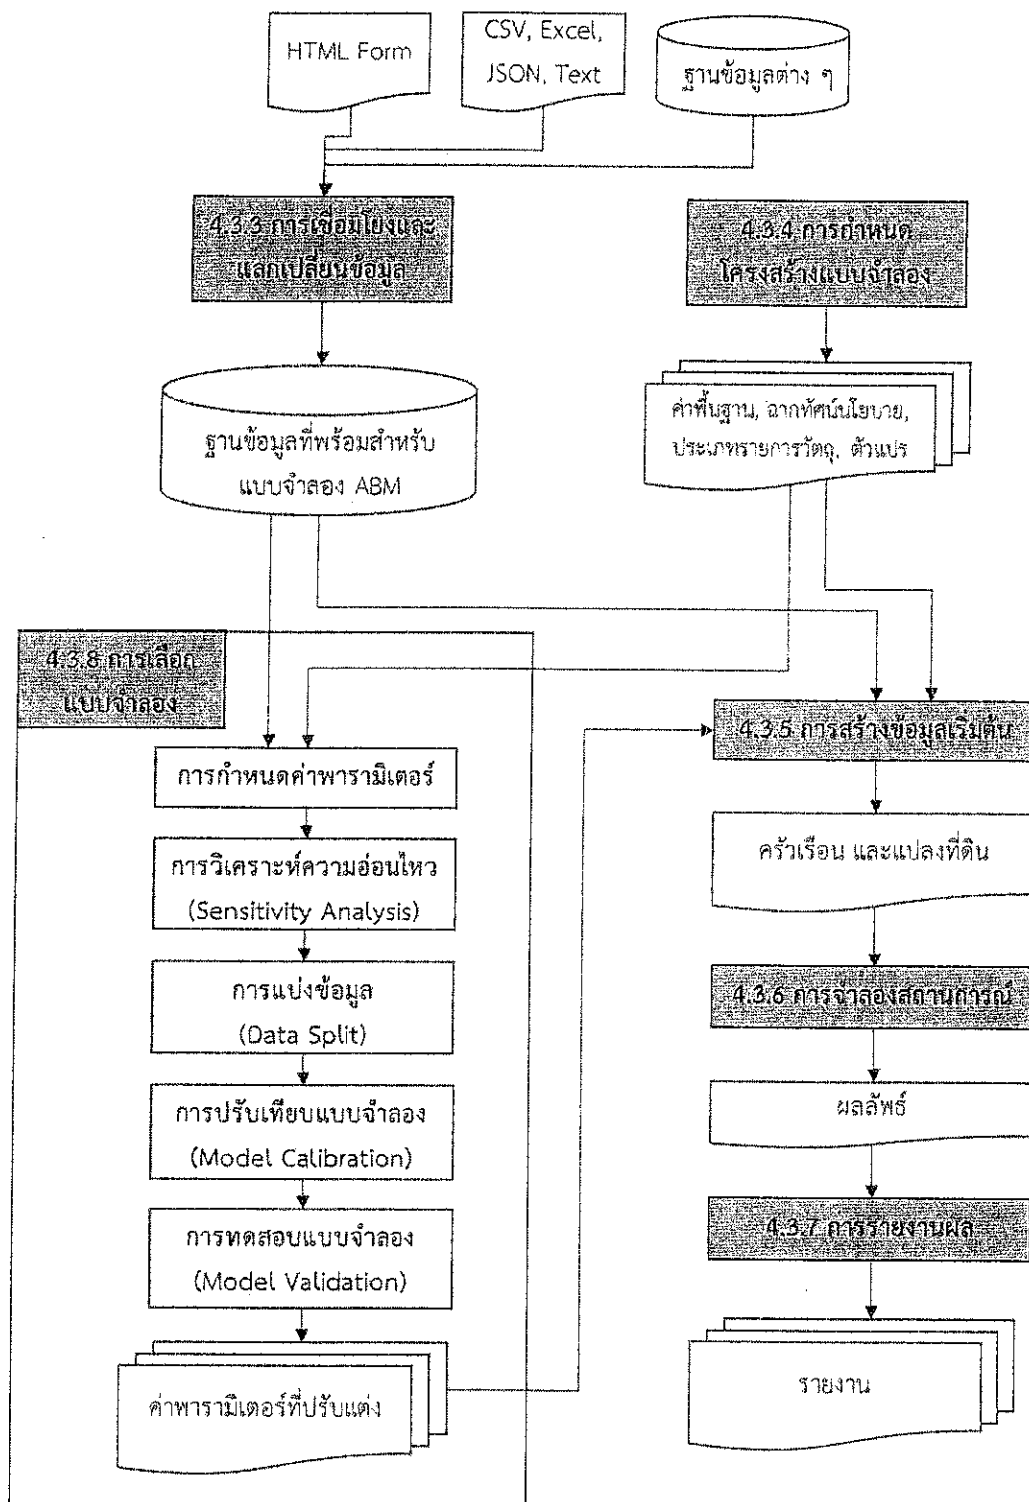 HTML Form
CSV, Excel,
JSON, Text
ฐานข้อมูลต่าง ๆ
4.3.3 การเชื่อมโยงและ
แลกเปลี่ยนข้อมูล
4.3.4 การกำหนด
โครงสร้างแบบจำลอง
ฐานข้อมูลที่พร้อมสำหรับ
แบบจำลอง ABM
ค่าพื้นฐาน, ฉากทัศน์นโยบาย,
ประเภทรายการวัตถุ, ตัวแปร
4.3.8 การเลือก
แบบจำลอง
การกำหนดค่าพารามิเตอร์
การวิเคราะห์ความอ่อนไหว
(Sensitivity Analysis)
การแบ่งข้อมูล
(Data Split)
การปรับเทียบแบบจำลอง
(Model Calibration)
การทดสอบแบบจำลอง
(Model Validation)
ค่าพารามิเตอร์ที่ปรับแต่ง
4.3.5 การสร้างข้อมูลเริ่มต้น
ครัวเรือน และแปลงที่ดิน
4.3.6 การจำลองสถานการณ์
ผลลัพธ์
4.3.7 การรายงานผล
รายงาน